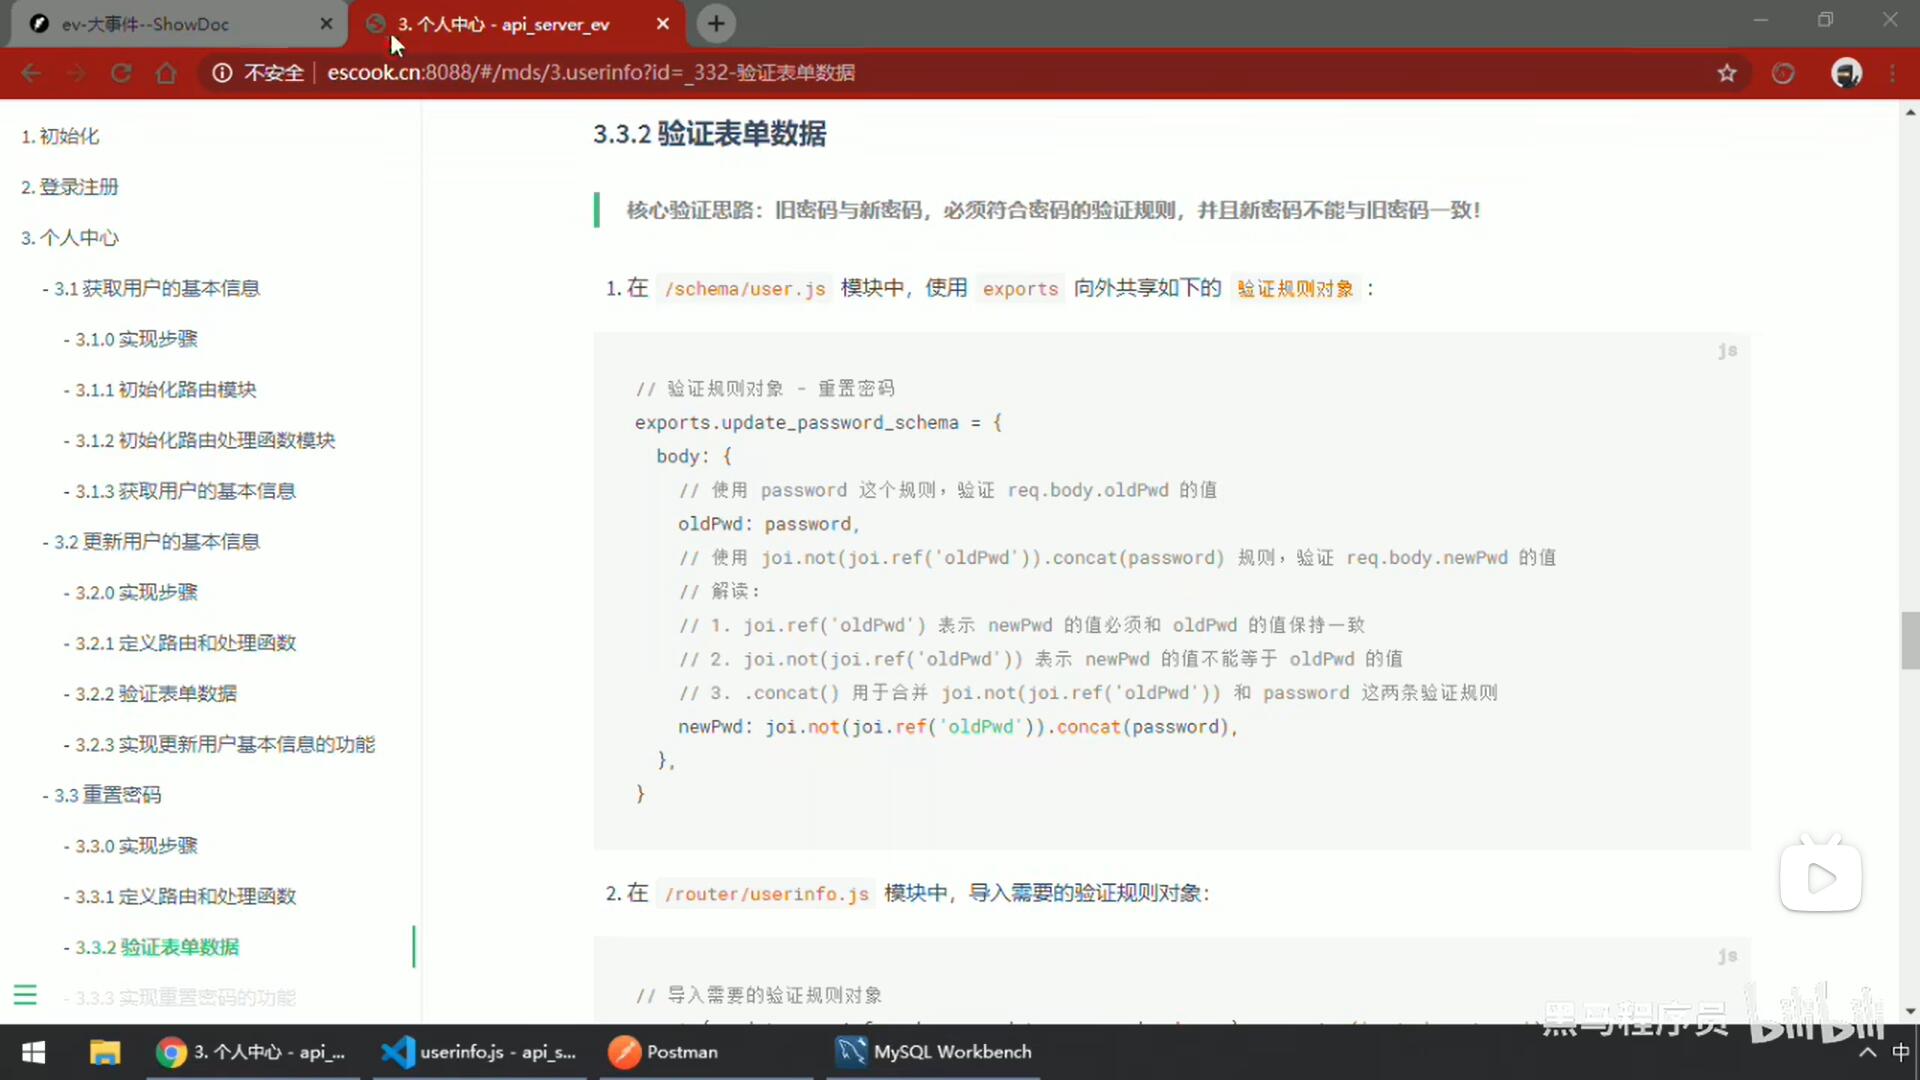 ev-大事件--ShowDoc
3. 个人中心 - api_server_ev
不安全
escook.cn:8088/#/mds/3.userinfo?id=_332-验证表单数据
1. 初始化
2. 登录注册
3. 个人中心
- 3.1 获取用户的基本信息
- 3.1.0 实现步骤
- 3.1.1 初始化路由模块
- 3.1.2 初始化路由处理函数模块
- 3.1.3 获取用户的基本信息
- 3.2 更新用户的基本信息
- 3.2.0 实现步骤
- 3.2.1 定义路由和处理函数
- 3.2.2 验证表单数据
- 3.2.3 实现更新用户基本信息的功能
- 3.3 重置密码
- 3.3.0 实现步骤
- 3.3.1 定义路由和处理函数
- 3.3.2 验证表单数据
- 3.3.3 实现重置密码的功能
3.3.2 验证表单数据
核心验证思路：旧密码与新密码，必须符合密码的验证规则，并且新密码不能与旧密码一致！
1. 在 /schema/user.js 模块中，使用 exports 向外共享如下的 验证规则对象 ：
js
// 验证规则对象 - 重置密码
exports.update_password_schema = {
body: {
// 使用 password 这个规则，验证 req.body.oldPwd 的值
oldPwd: password,
// 使用 joi.not(joi.ref('oldPwd')).concat(password) 规则，验证 req.body.newPwd 的值
// 解读：
// 1. joi.ref('oldPwd') 表示 newPwd 的值必须和 oldPwd 的值保持一致
// 2. joi.not(joi.ref('oldPwd')) 表示 newPwd 的值不能等于 oldPwd 的值
// 3. .concat() 用于合并 joi.not(joi.ref('oldPwd')) 和 password 这两条验证规则
newPwd: joi.not(joi.ref('oldPwd')).concat(password),
},
}
2. 在 /router/userinfo.js 模块中，导入需要的验证规则对象：
js
// 导入需要的验证规则对象
黑马程序员 bilibili
3. 个人中心 - api_...
userinfo.js - api_s...
Postman
MySQL Workbench
中